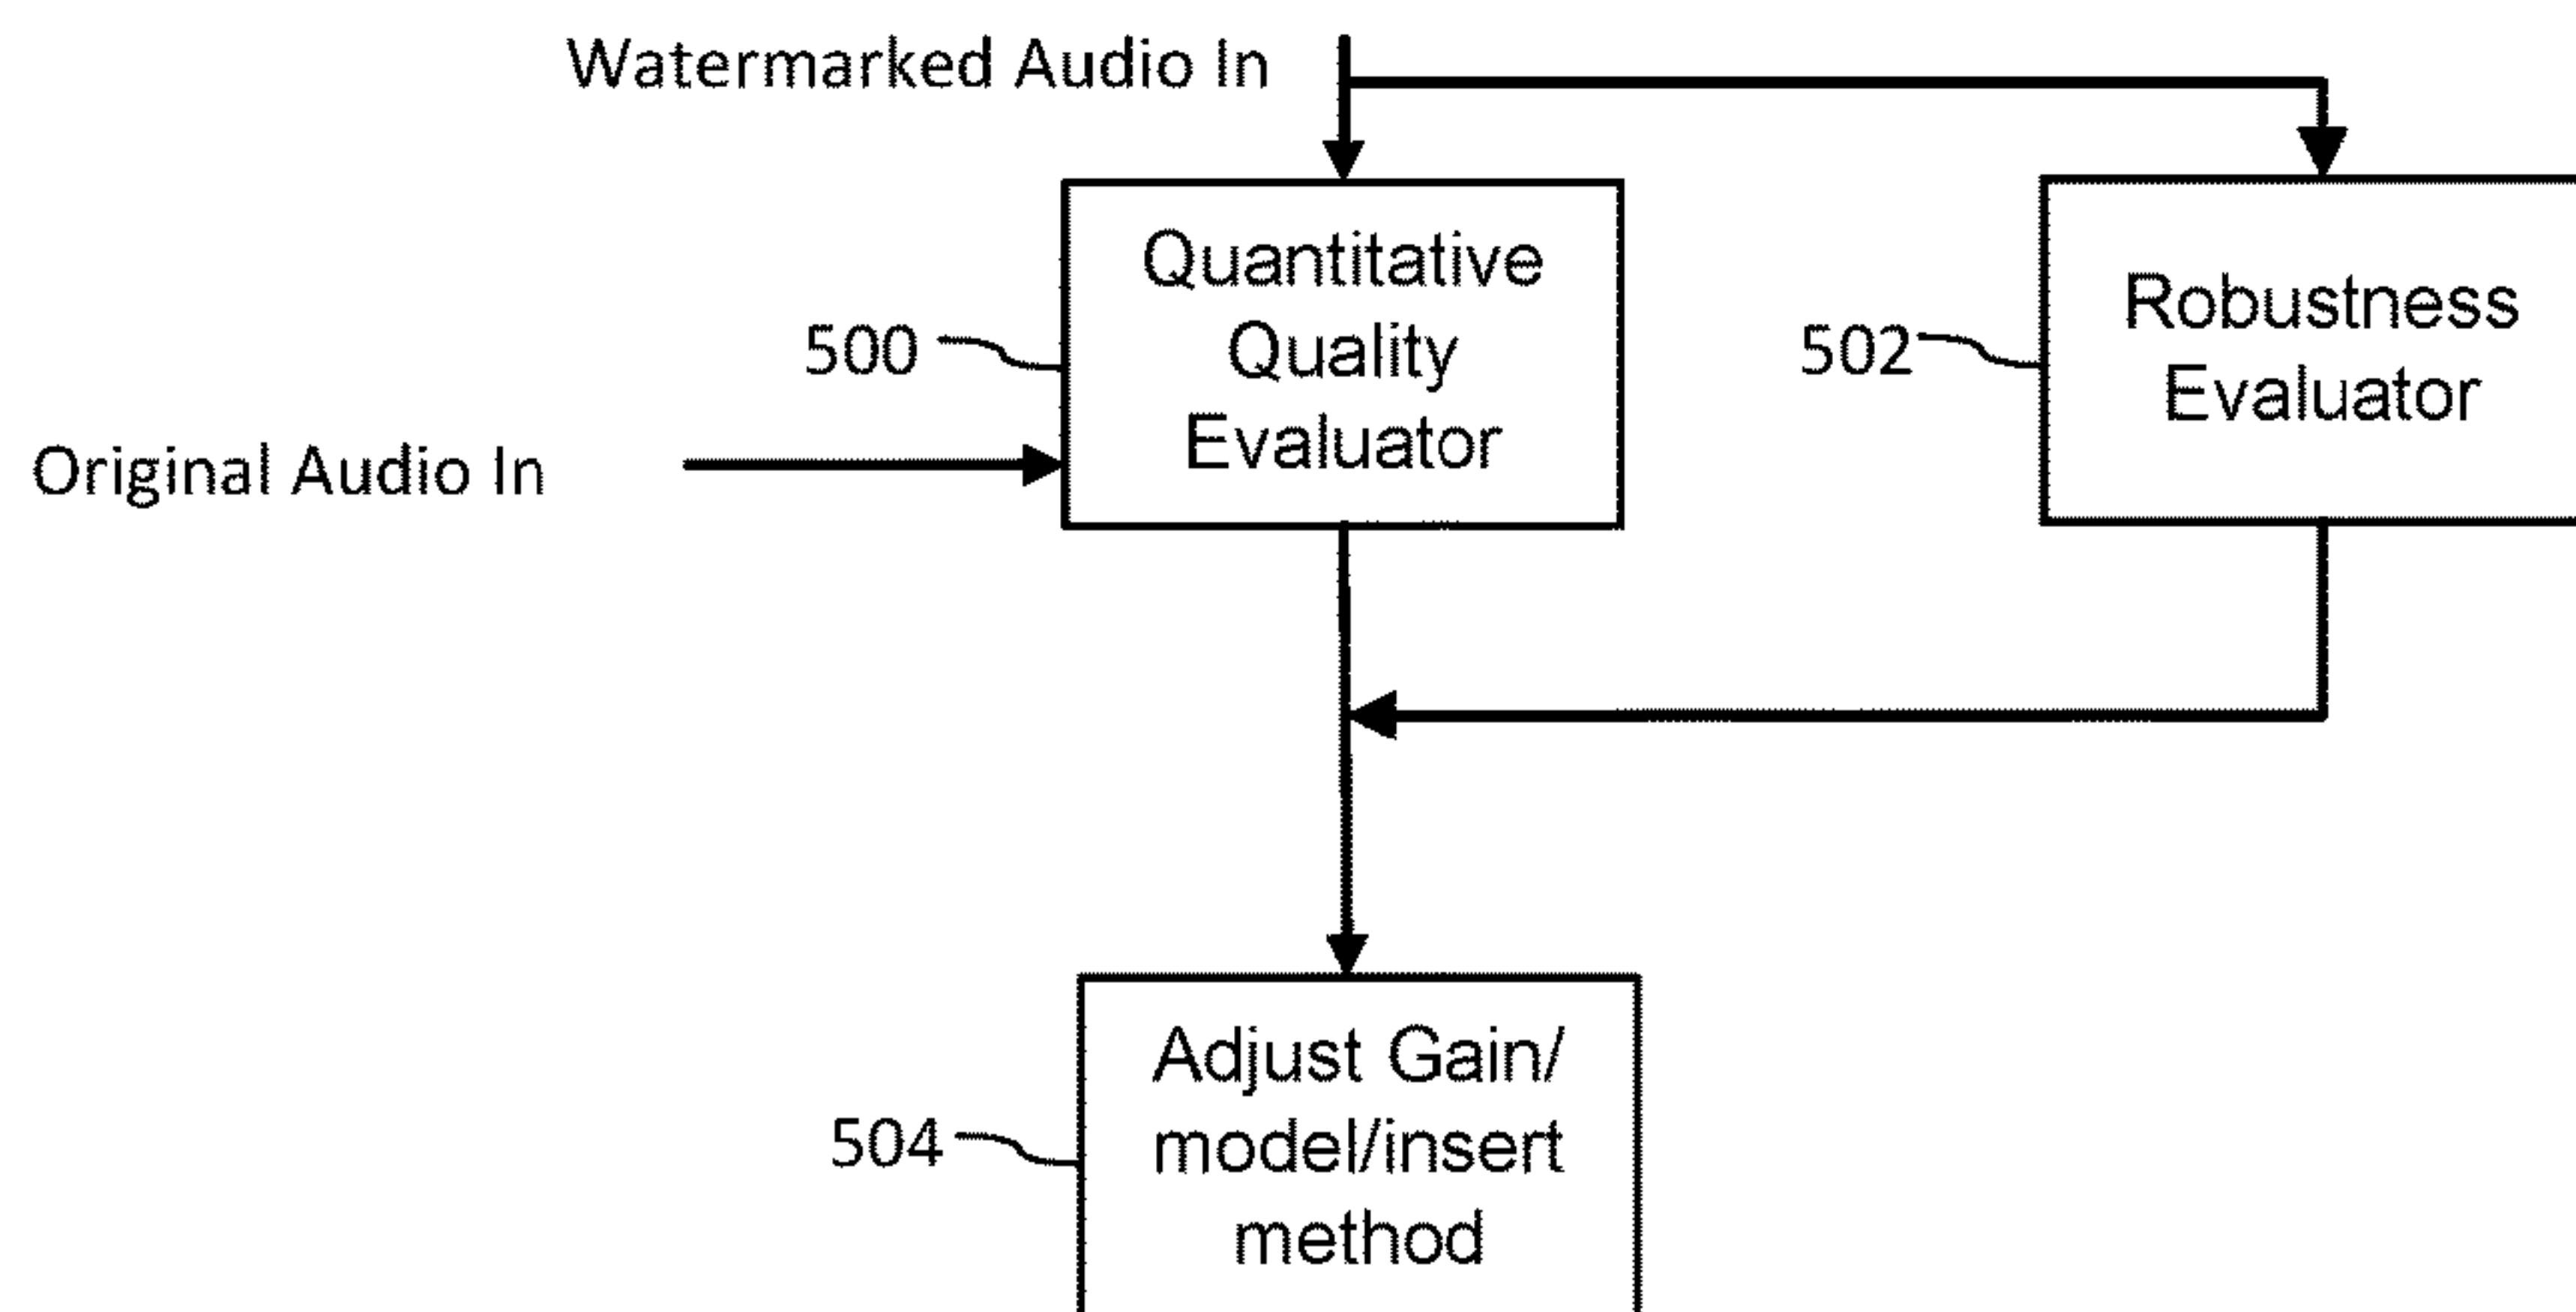 Watermarked Audio In
Quantitative
Quality
Evaluator
500
Robustness
Evaluator
502
Original Audio In
Adjust Gain/
model/insert
method
504